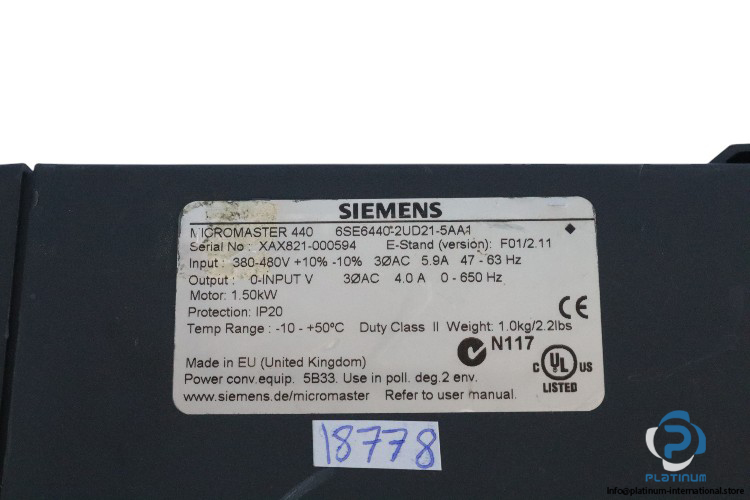 SIEMENS
MICROMASTER 440 6SE6440-2UD21-5AA1
Serial No : XAX821-000594 E-Stand (version): F01/2.11
Input : 380-480V +10% -10% 3ØAC 5.9A 47 - 63 Hz
Output : 0-INPUT V 3ØAC 4.0 A 0 - 650 Hz
Motor: 1.50kW
Protection: IP20
Temp Range : -10 - +50ºC Duty Class II Weight: 1.0kg/2.2lbs
CE
N117
Made in EU (United Kingdom)
C UL US
LISTED
Power conv.equip. 5B33. Use in poll. deg.2 env.
www.siemens.de/micromaster Refer to user manual.
18778
PLATINUM
info@platinum-international.store